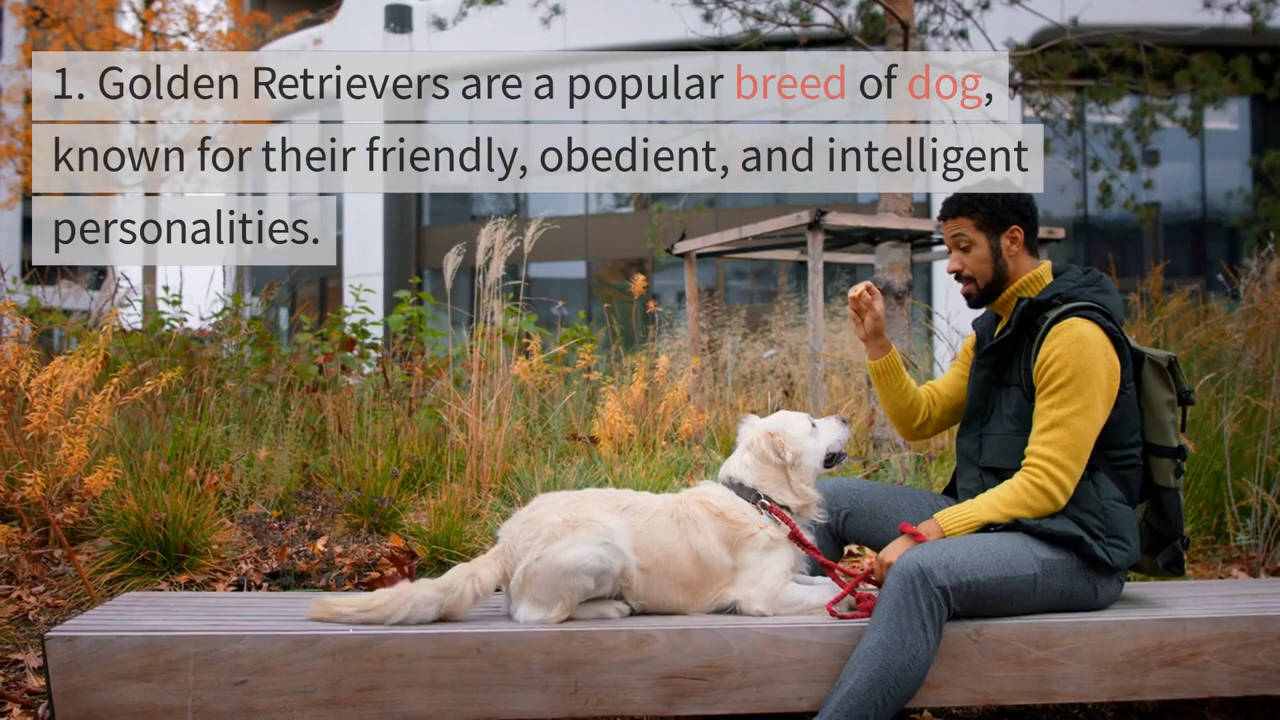 1. Golden Retrievers are a popular breed of dog,
known for their friendly, obedient, and intelligent
personalities.